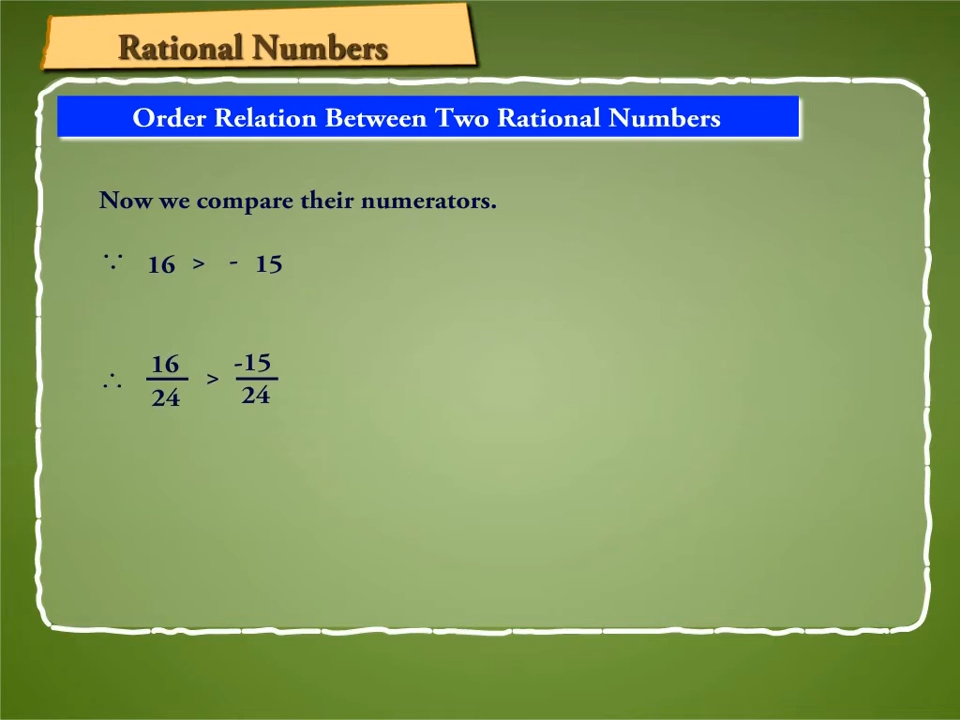 Rational Numbers
Order Relation Between Two Rational Numbers
Now we compare their numerators.
∵ 16 > - 15
∴ 16/24 > -15/24